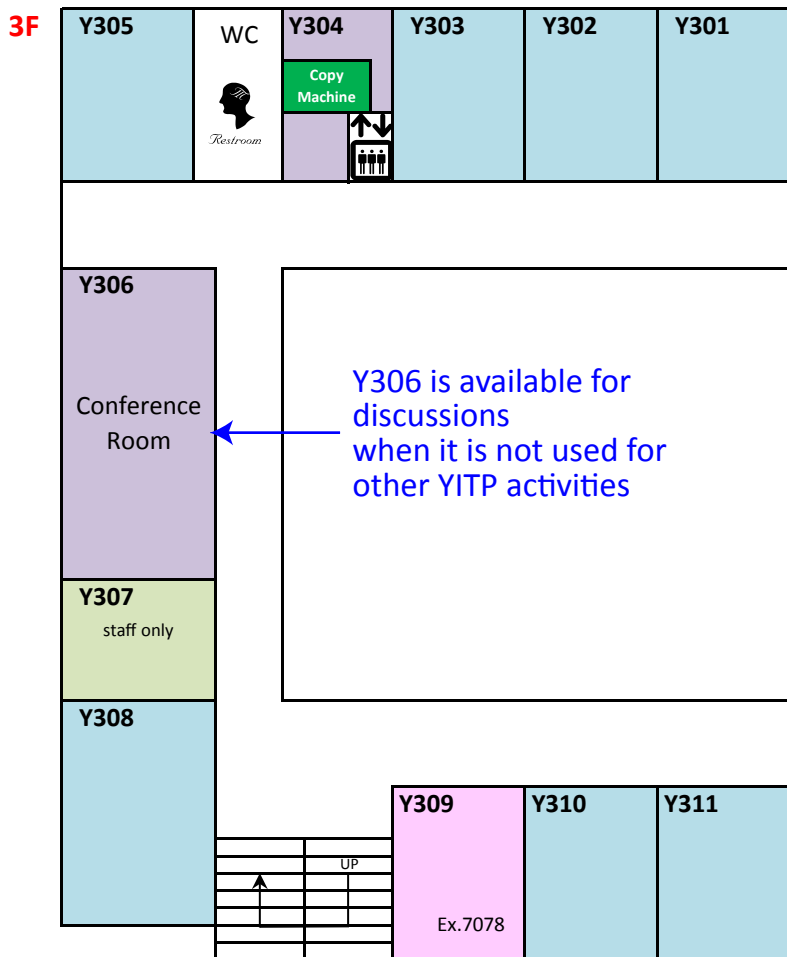 3F
Y305
WC
Restroom
Y304
Copy
Machine
Y303
Y302
Y301
Y306
Conference
Room
Y306 is available for
discussions
when it is not used for
other YITP activities
Y307
staff only
Y308
UP
Y309
Ex.7078
Y310
Y311